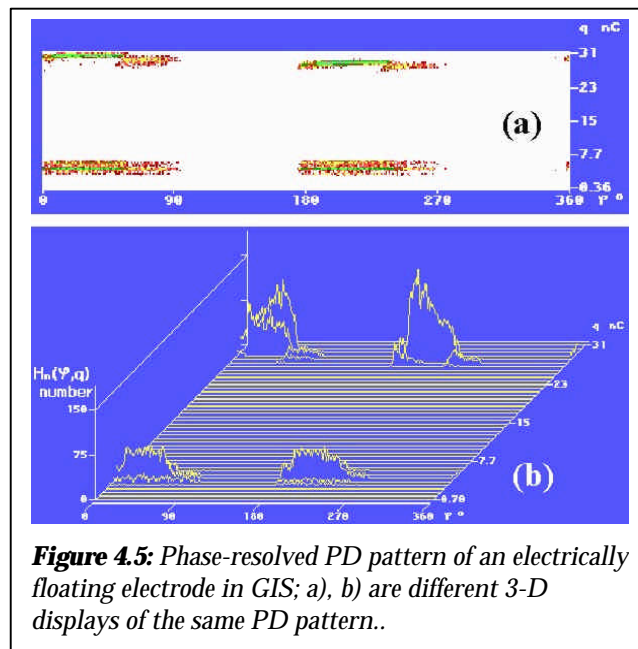 q nC
31
23
15
7.7
0.36
(a)
0 90 180 270 360 φ °
q nC
31
23
15
7.7
0.70
Hn(φ,q)
number
150
75
0
(b)
0 90 180 270 360 φ °
Figure 4.5: Phase-resolved PD pattern of an electrically
floating electrode in GIS; a), b) are different 3-D
displays of the same PD pattern..